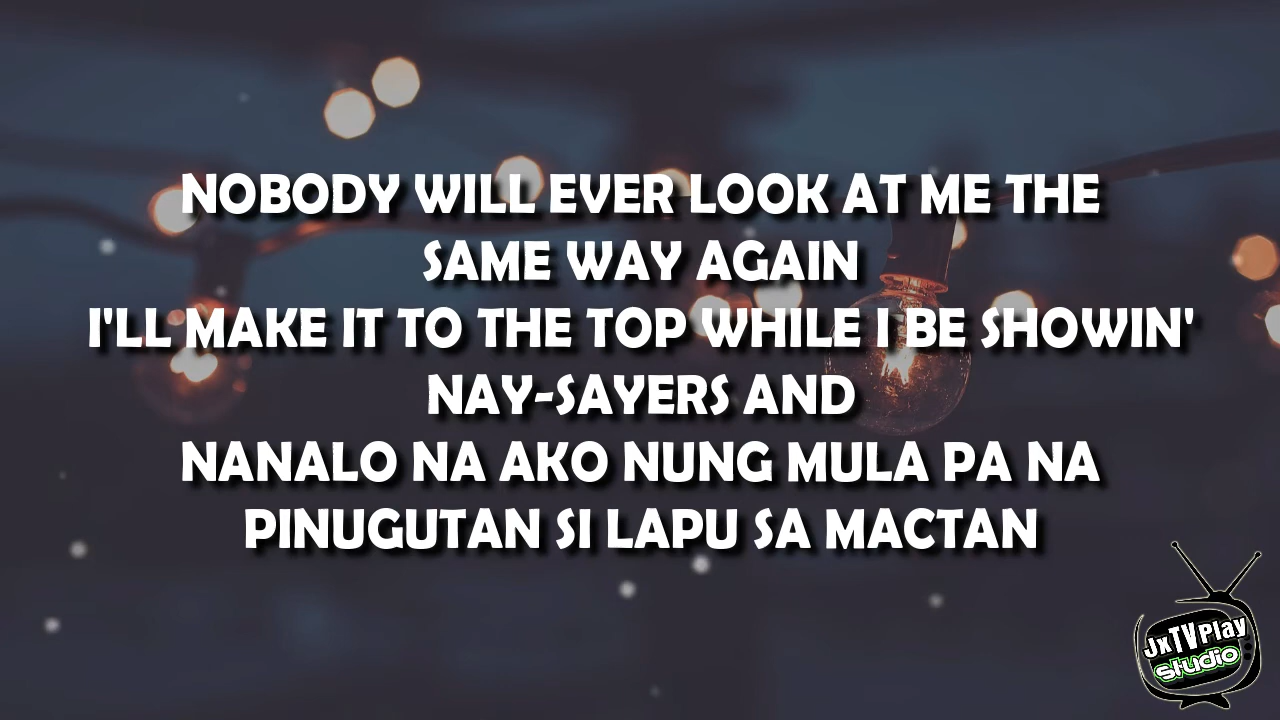 NOBODY WILL EVER LOOK AT ME THE
SAME WAY AGAIN
I'LL MAKE IT TO THE TOP WHILE I BE SHOWIN'
NAY-SAYERS AND
NANALO NA AKO NUNG MULA PA NA
PINUGUTAN SI LAPU SA MACTAN
JxTVPlay
studio